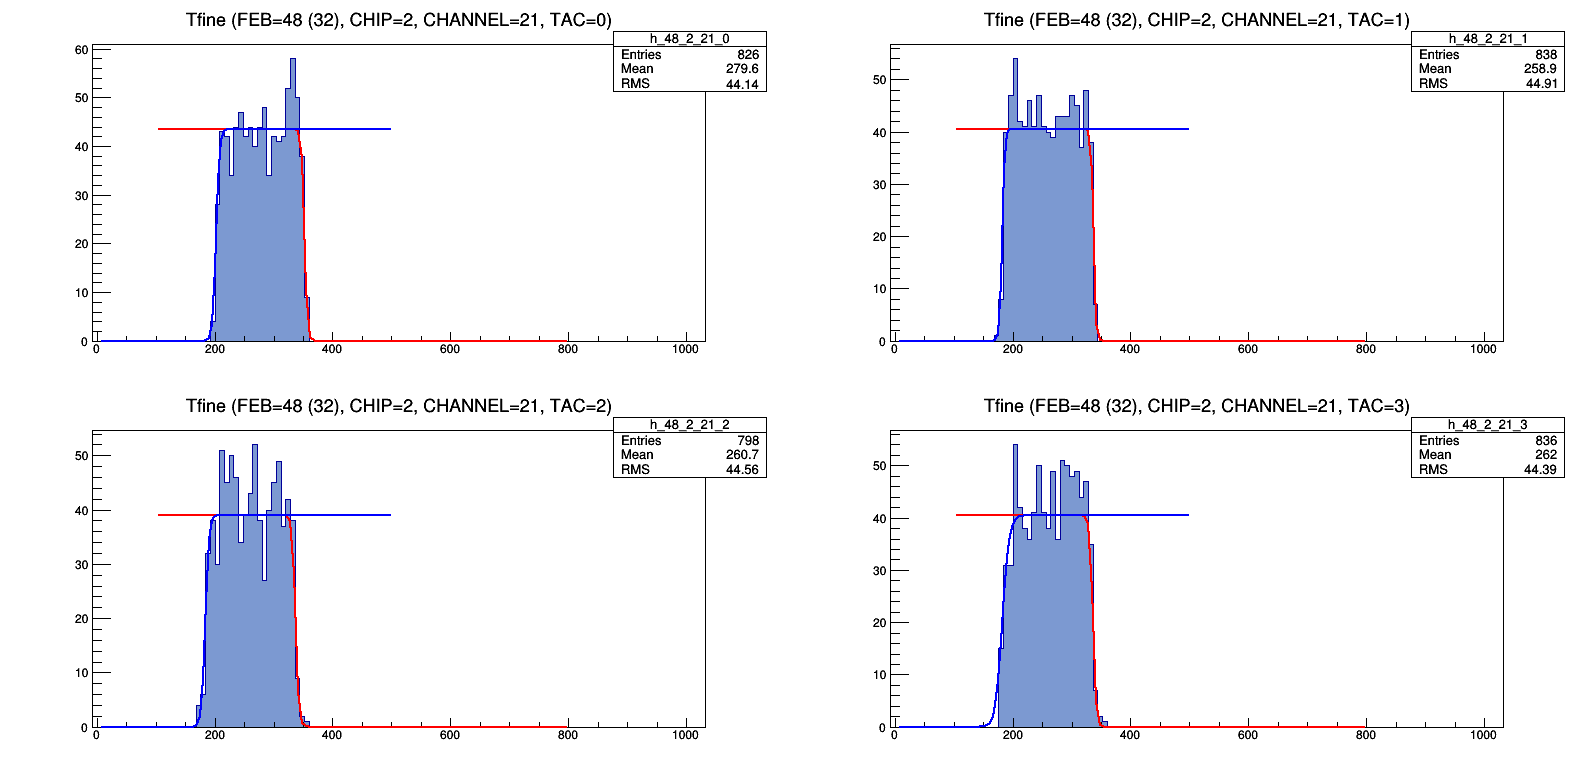 Tfine (FEB=48 (32), CHIP=2, CHANNEL=21, TAC=0)
h_48_2_21_0
Entries 826
Mean 279.6
RMS 44.14
60
50
40
30
20
10
0
0 200 400 600 800 1000
Tfine (FEB=48 (32), CHIP=2, CHANNEL=21, TAC=1)
h_48_2_21_1
Entries 838
Mean 258.9
RMS 44.91
50
40
30
20
10
0
0 200 400 600 800 1000
Tfine (FEB=48 (32), CHIP=2, CHANNEL=21, TAC=2)
h_48_2_21_2
Entries 798
Mean 260.7
RMS 44.56
50
40
30
20
10
0
0 200 400 600 800 1000
Tfine (FEB=48 (32), CHIP=2, CHANNEL=21, TAC=3)
h_48_2_21_3
Entries 836
Mean 262
RMS 44.39
50
40
30
20
10
0
0 200 400 600 800 1000